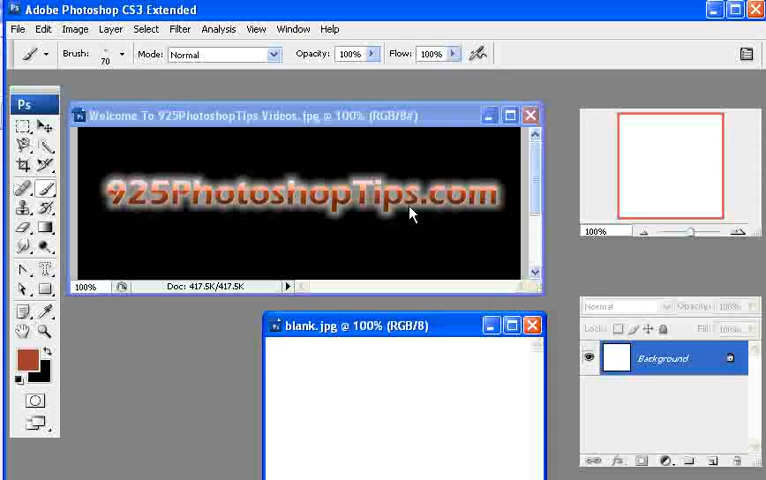 Adobe Photoshop CS3 Extended
File Edit Image Layer Select Filter Analysis View Window Help
Brush: 70 Mode: Normal Opacity: 100% Flow: 100%
Ps
Welcome To 925PhotoshopTips Videos.jpg @ 100% (RGB/8#)
925PhotoshopTips.com
100% Doc: 417.5K/417.5K
100%
blank.jpg @ 100% (RGB/8)
Normal Opacity: 100%
Lock: Fill: 100%
Background